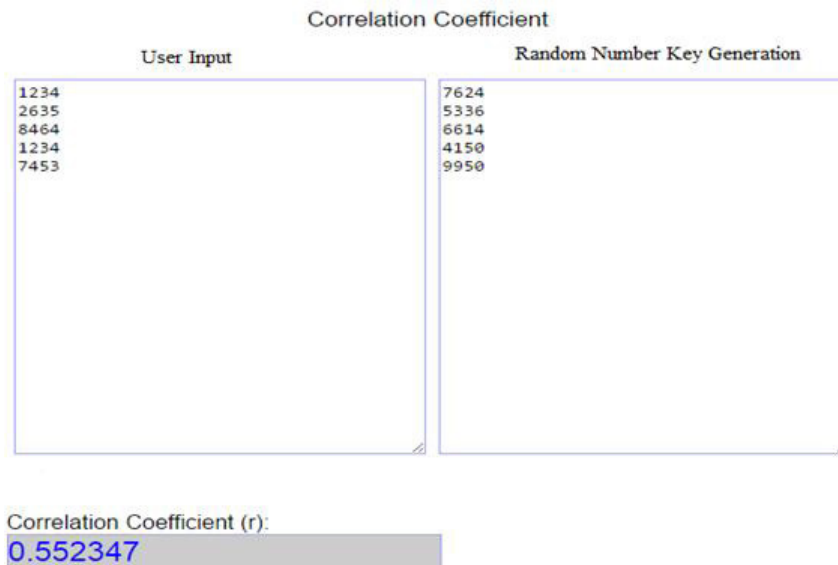 Correlation Coefficient
User Input
Random Number Key Generation
1234
2635
8464
1234
7453
7624
5336
6614
4150
9950
Correlation Coefficient (r):
0.552347